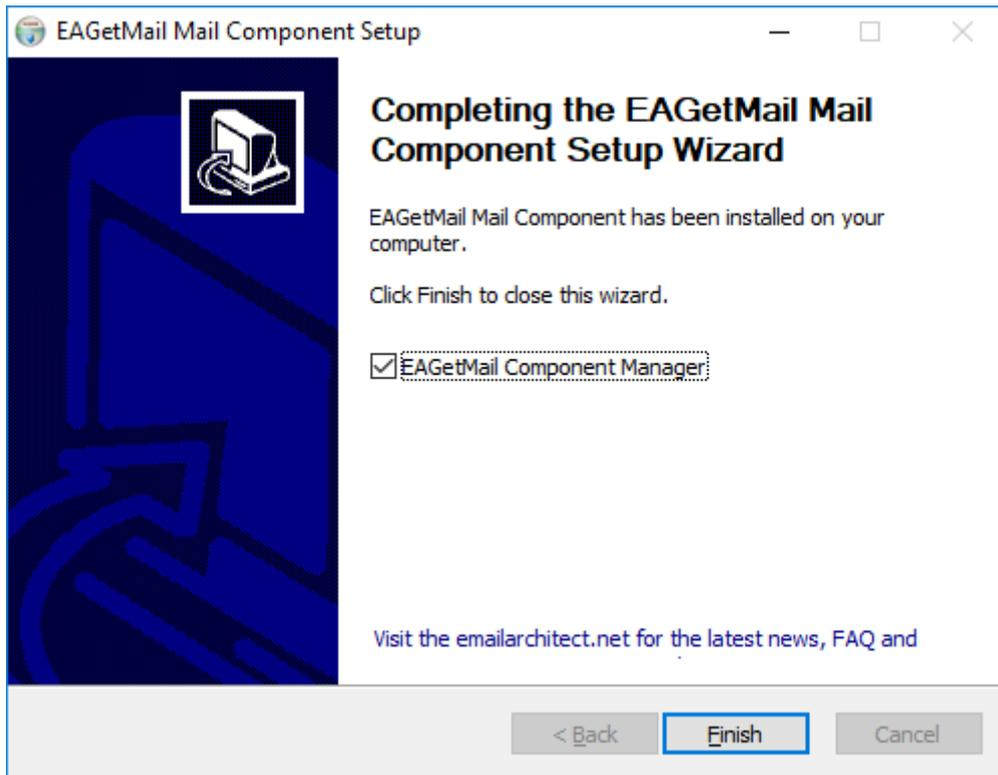 EAGetMail Mail Component Setup
Completing the EAGetMail Mail
Component Setup Wizard
EAGetMail Mail Component has been installed on your
computer.
Click Finish to close this wizard.
EAGetMail Component Manager
Visit the emailarchitect.net for the latest news, FAQ and
< Back
Finish
Cancel